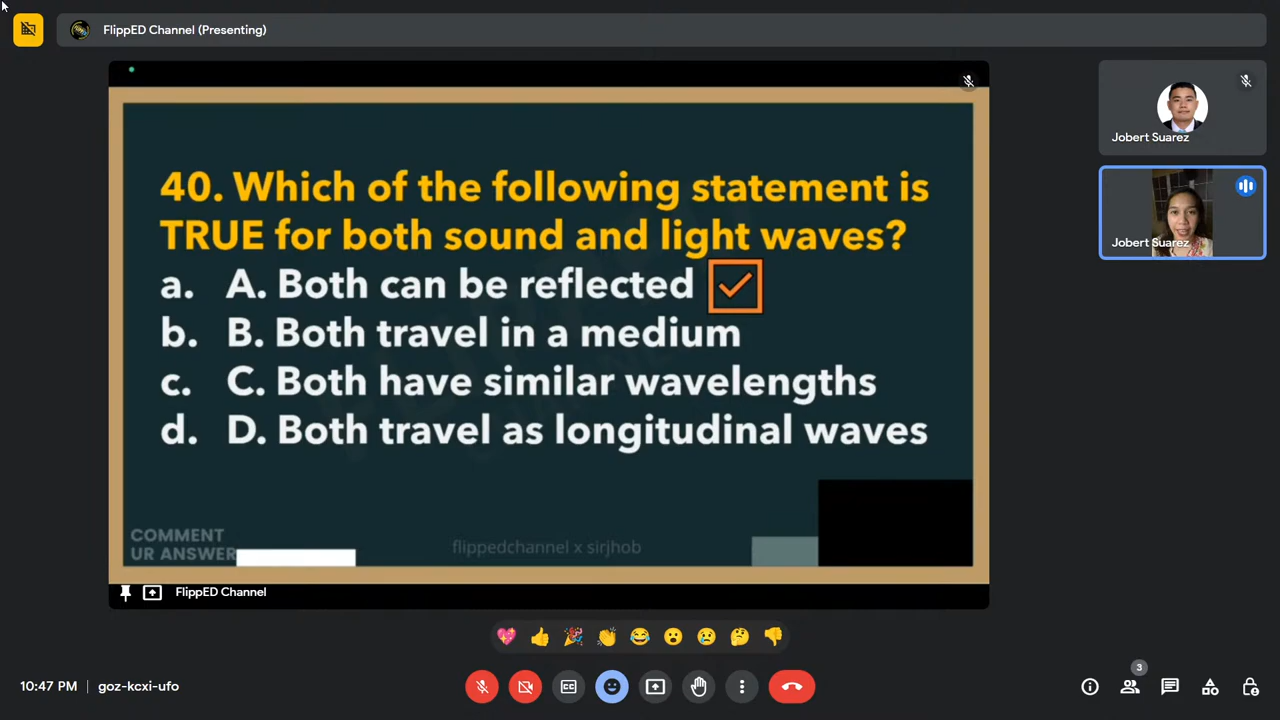 FlippED Channel (Presenting)
40. Which of the following statement is
TRUE for both sound and light waves?
a. A. Both can be reflected
b. B. Both travel in a medium
c. C. Both have similar wavelengths
d. D. Both travel as longitudinal waves
COMMENT
UR ANSWER
flippedchannel x sirjhob
FlippED Channel
Jobert Suarez
Jobert Suarez
10:47 PM | goz-kcxi-ufo
3